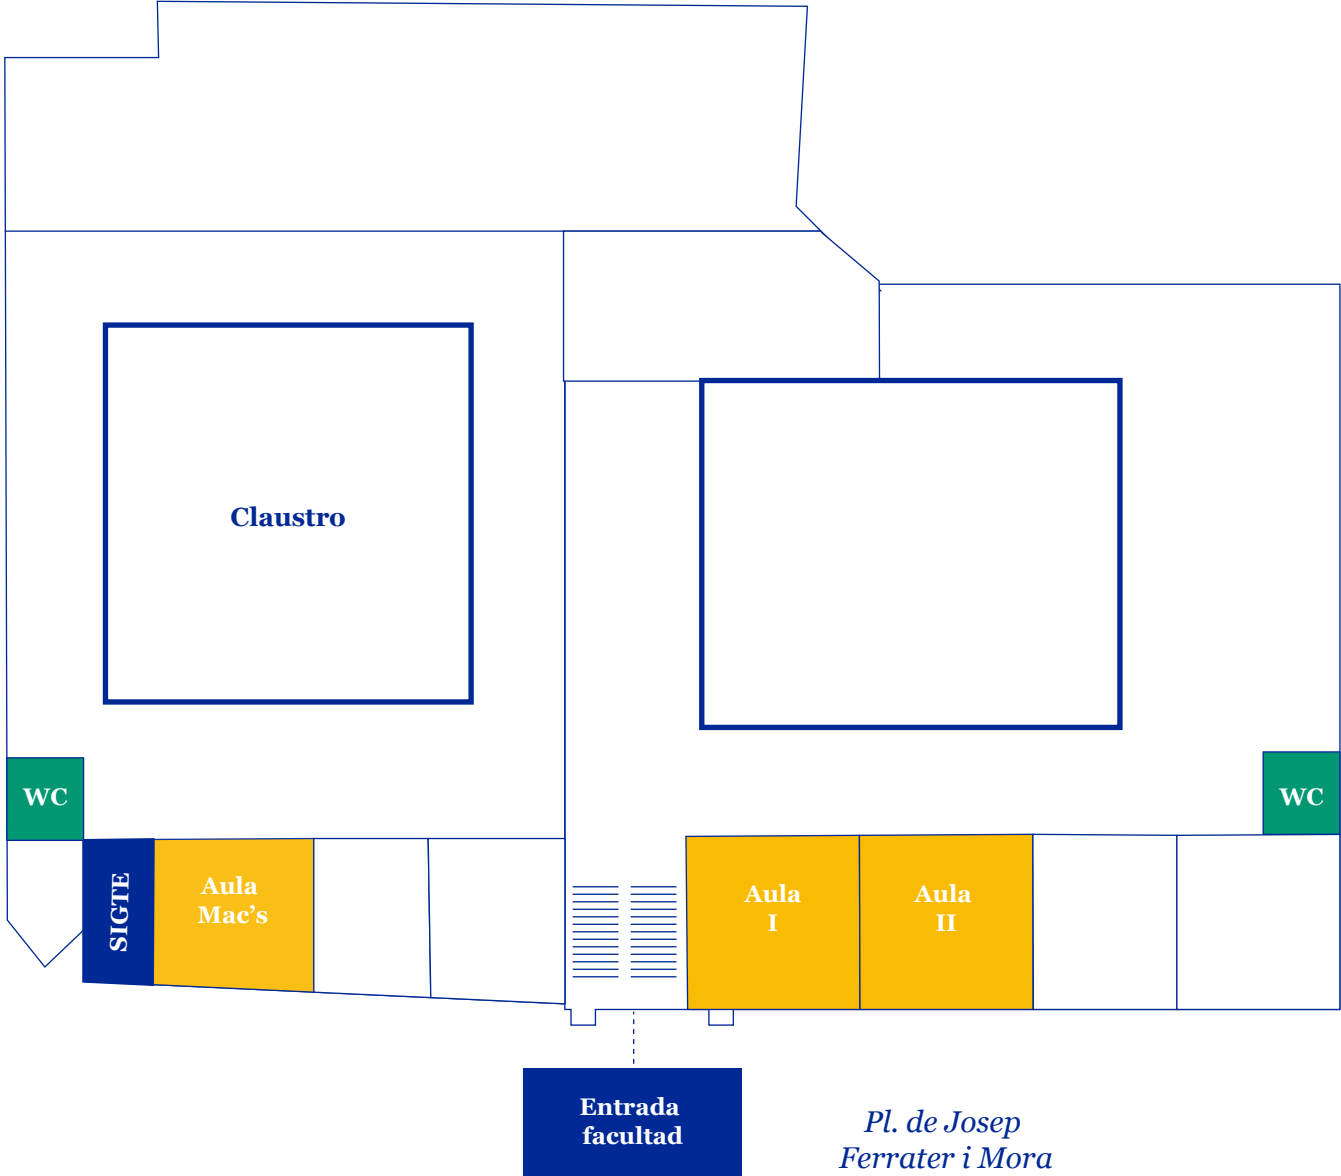 Claustro
WC
WC
SIGTE
Aula
Mac’s
Aula
I
Aula
II
Entrada
facultad
Pl. de Josep
Ferrater i Mora